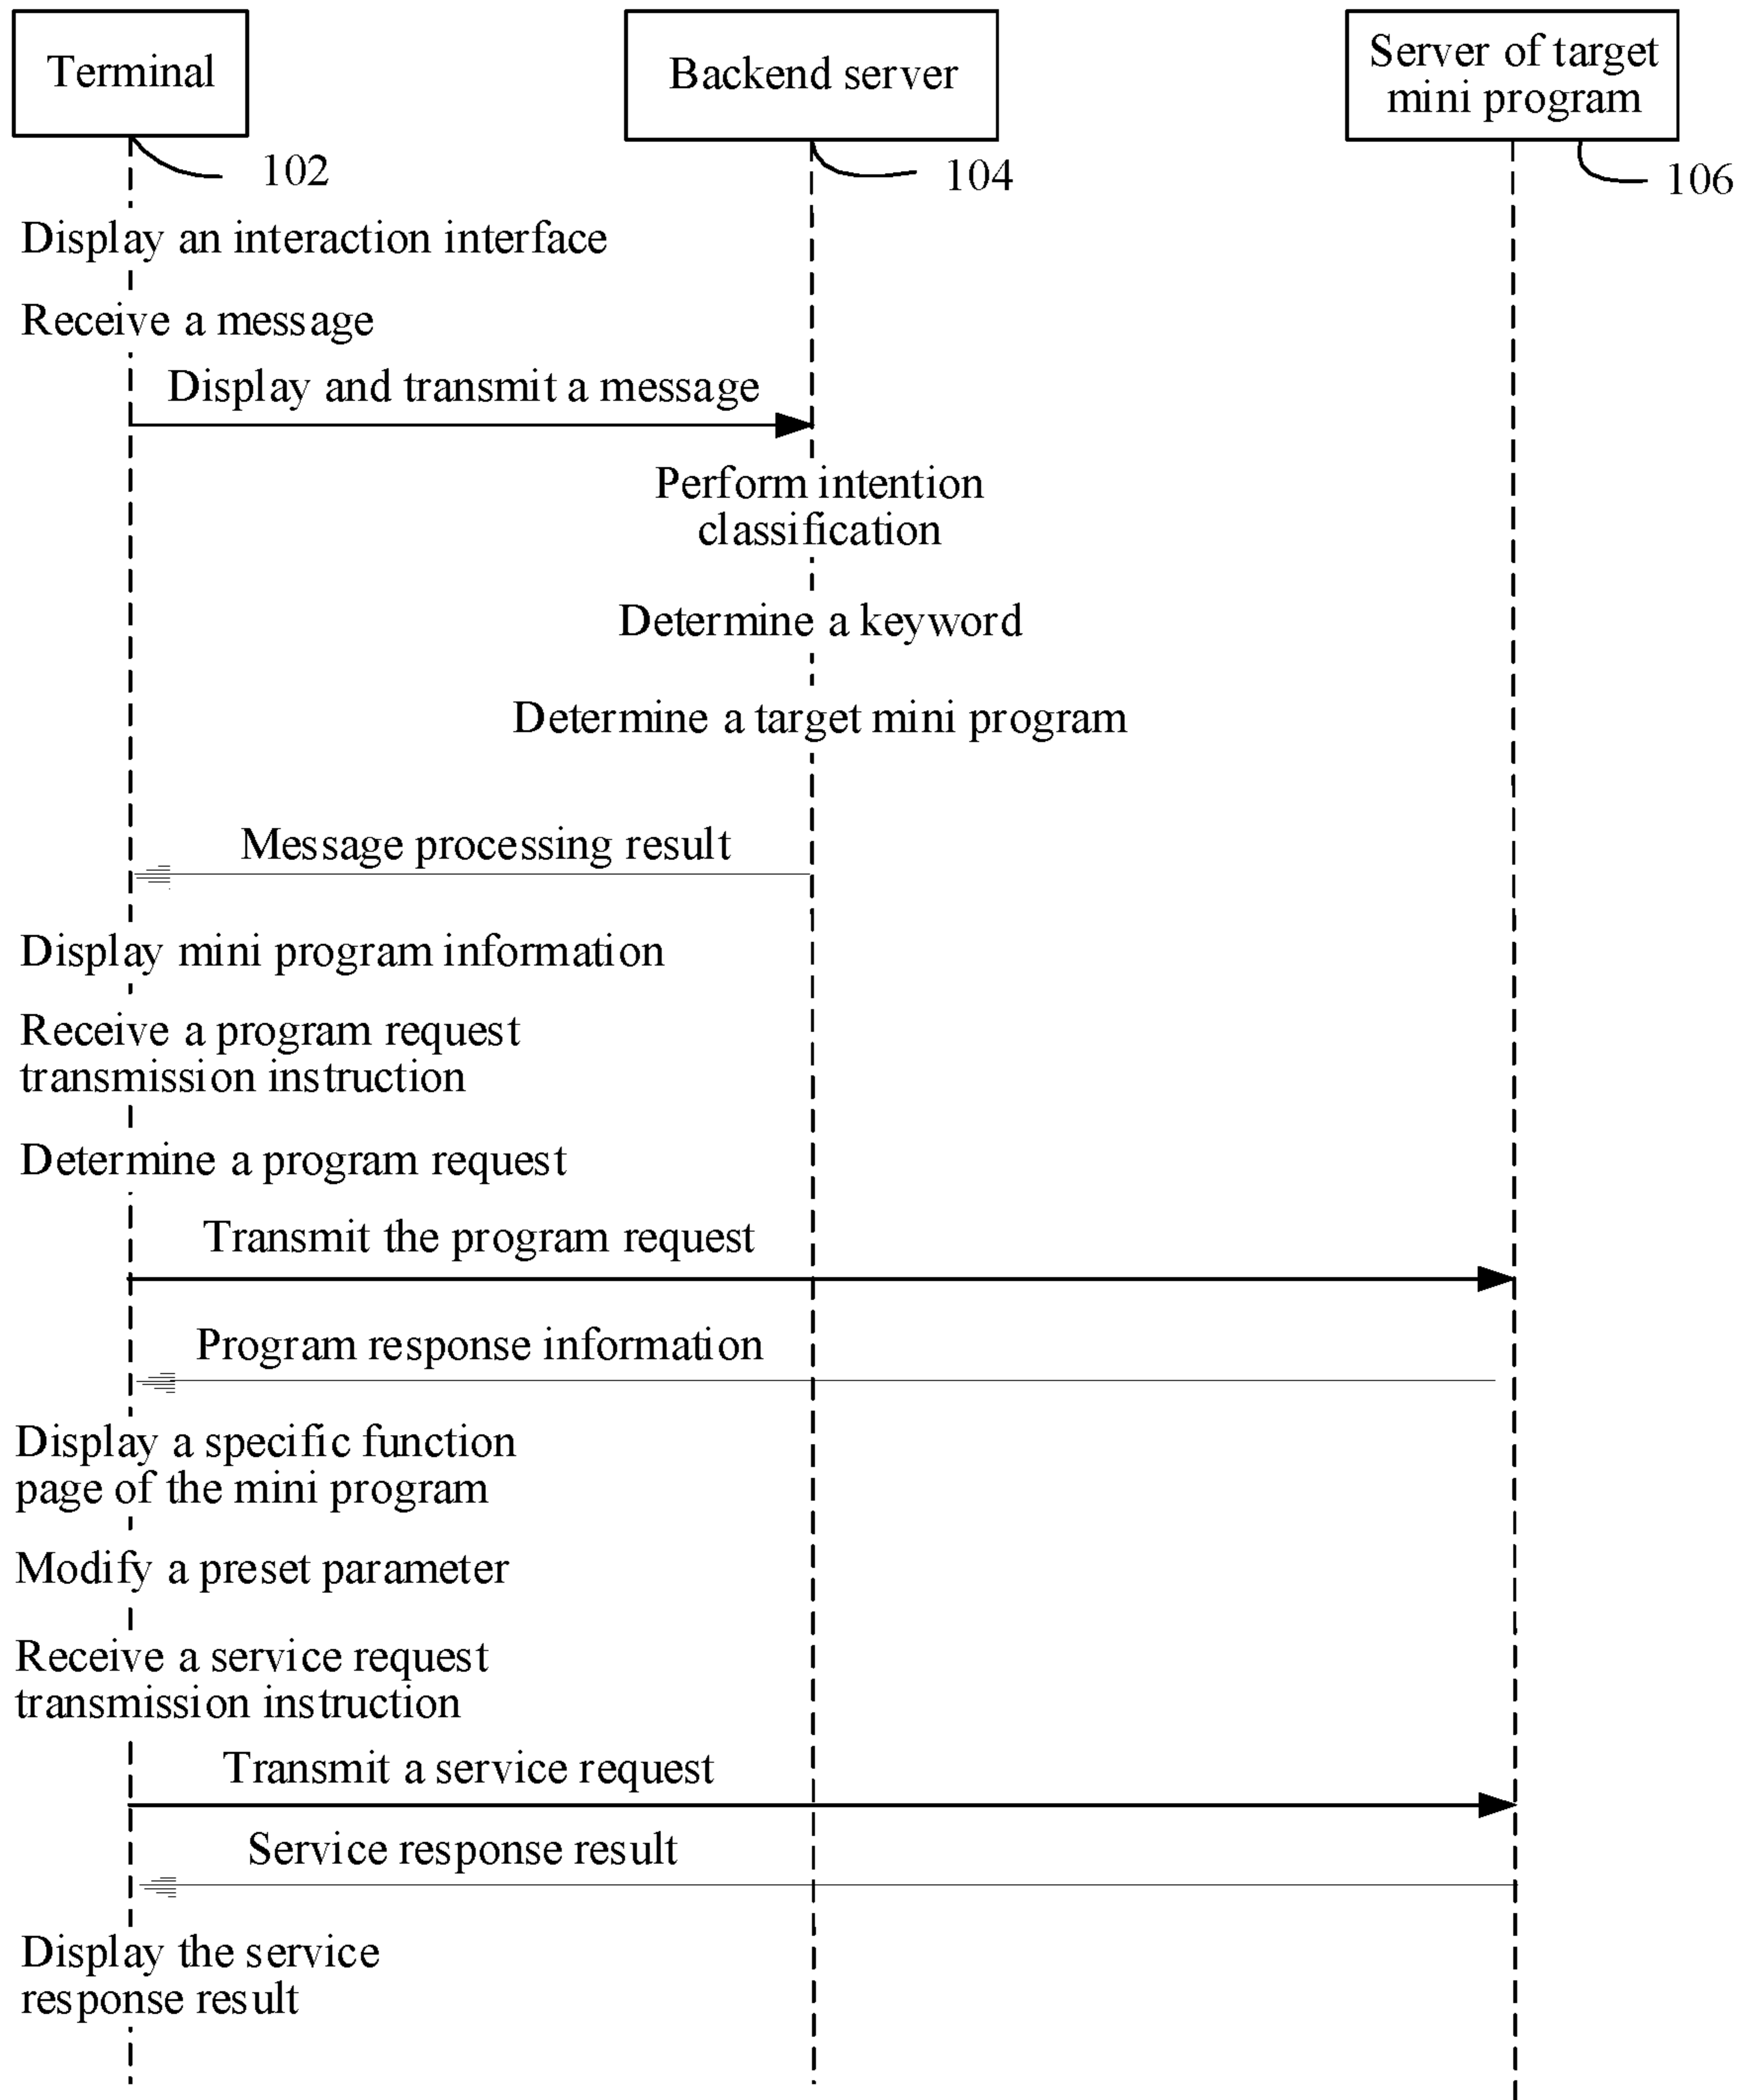 Terminal
Backend server
Server of target
mini program
102
104
106
Display an interaction interface
Receive a message
Display and transmit a message
Perform intention
classification
Determine a keyword
Determine a target mini program
Message processing result
Display mini program information
Receive a program request
transmission instruction
Determine a program request
Transmit the program request
Program response information
Display a specific function
page of the mini program
Modify a preset parameter
Receive a service request
transmission instruction
Transmit a service request
Service response result
Display the service
response result